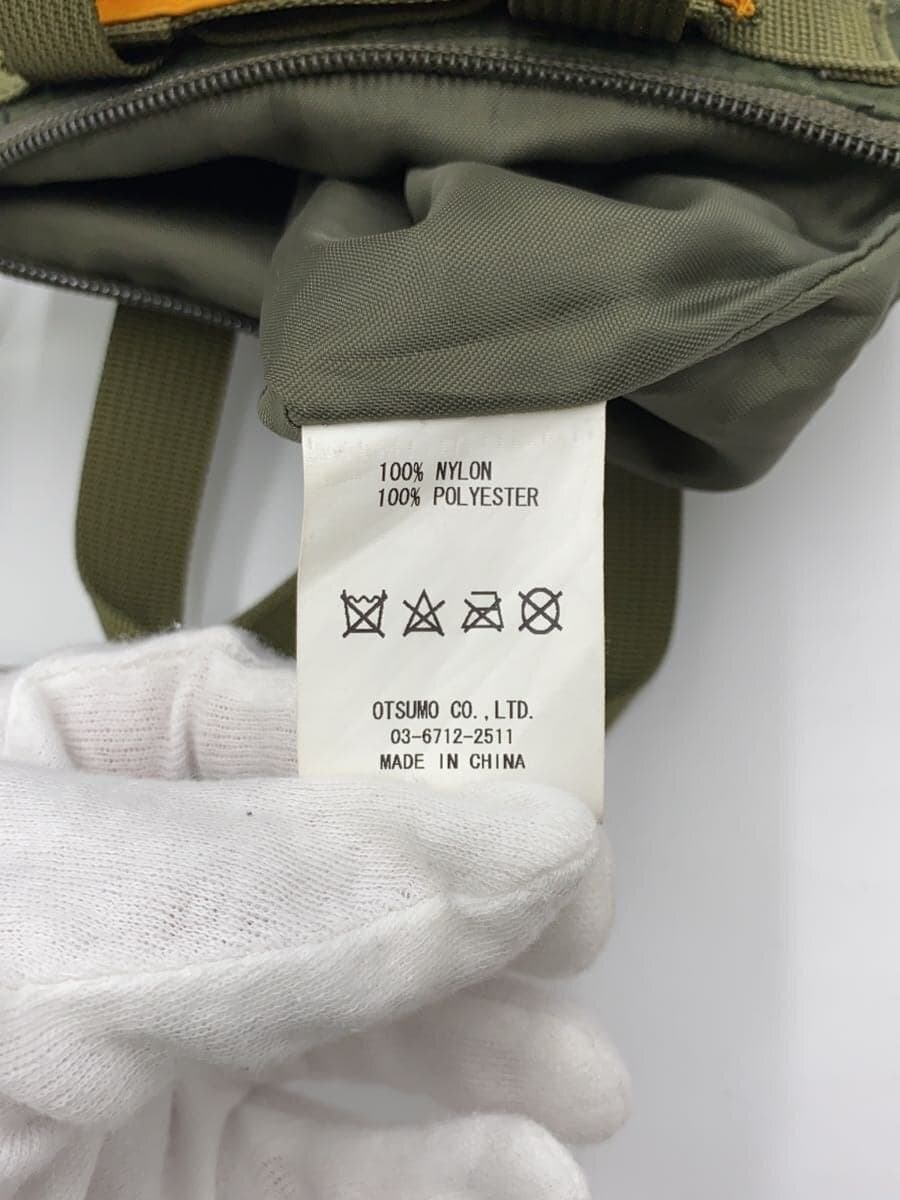 100% NYLON
100% POLYESTER
OTSUMO CO.,LTD.
03-6712-2511
MADE IN CHINA